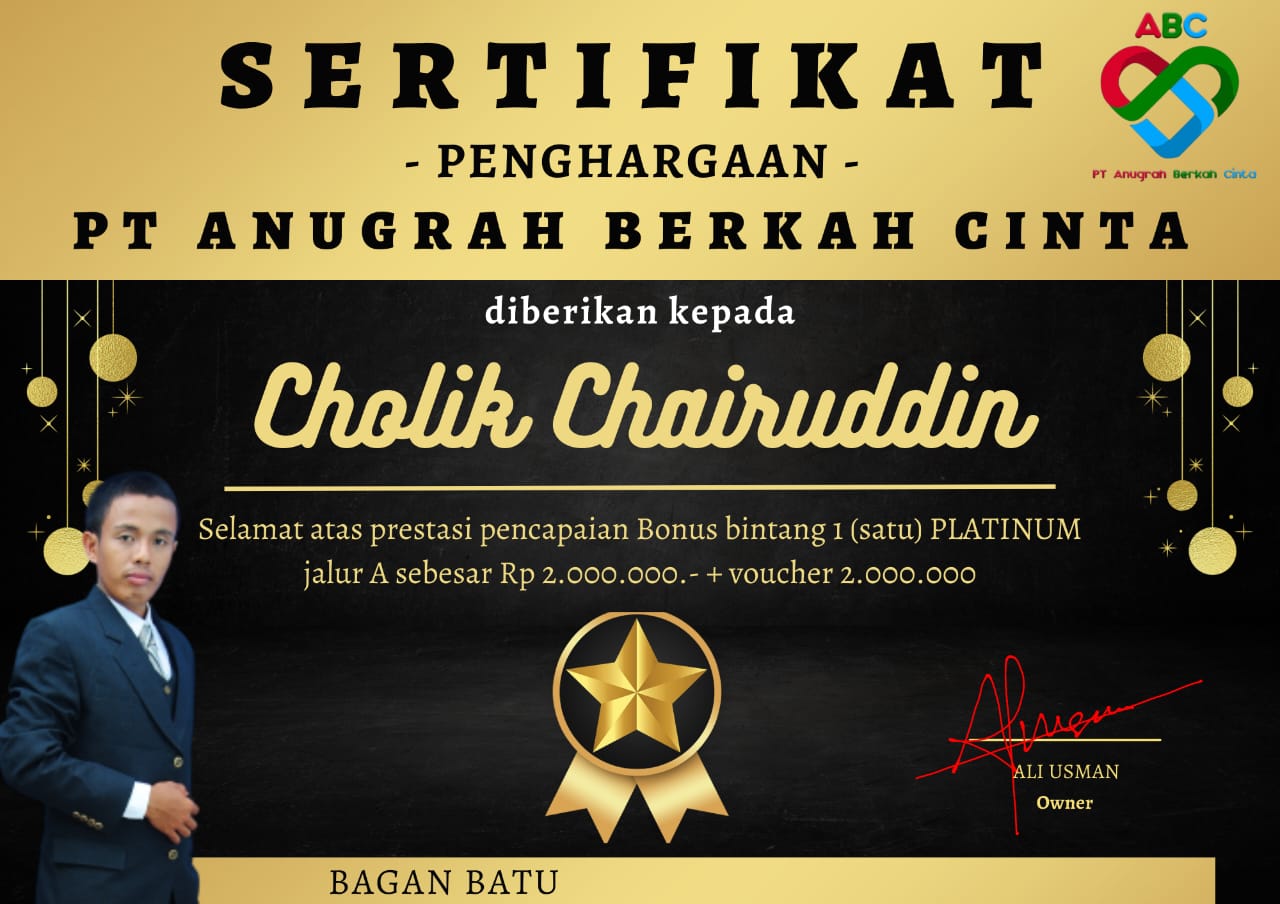 SERTIFIKAT
- PENGHARGAAN -
PT ANUGRAH BERKAH CINTA
ABC
PT Anugrah Berkah Cinta
diberikan kepada
Cholik Chairuddin
Selamat atas prestasi pencapaian Bonus bintang 1 (satu) PLATINUM
jalur A sebesar Rp 2.000.000.- + voucher 2.000.000
ALI USMAN
Owner
BAGAN BATU